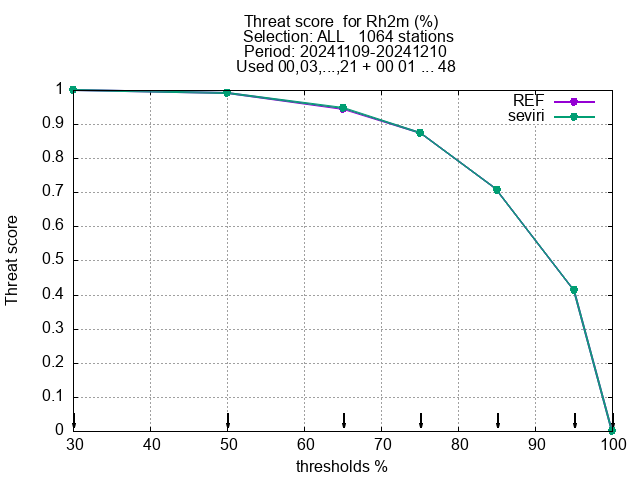 Threat score  for Rh2m (%)
Selection: ALL   1064 stations
Period: 20241109-20241210
Used 00,03,...,21 + 00 01 ... 48
REF
seviri
1
0.9
0.8
0.7
0.6
0.5
0.4
0.3
0.2
0.1
0
Threat score
30 40 50 60 70 80 90 100
thresholds %